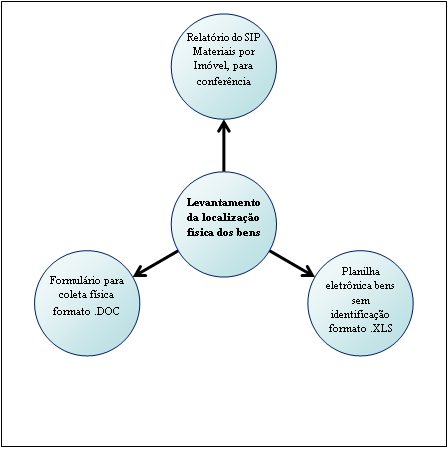 Relatório do SIP
Materiais por
Imóvel, para
conferência
Levantamento
da localização
física dos bens
Formulário para
coleta física
formato .DOC
Planilha
eletrônica bens
sem
identificação
formato .XLS